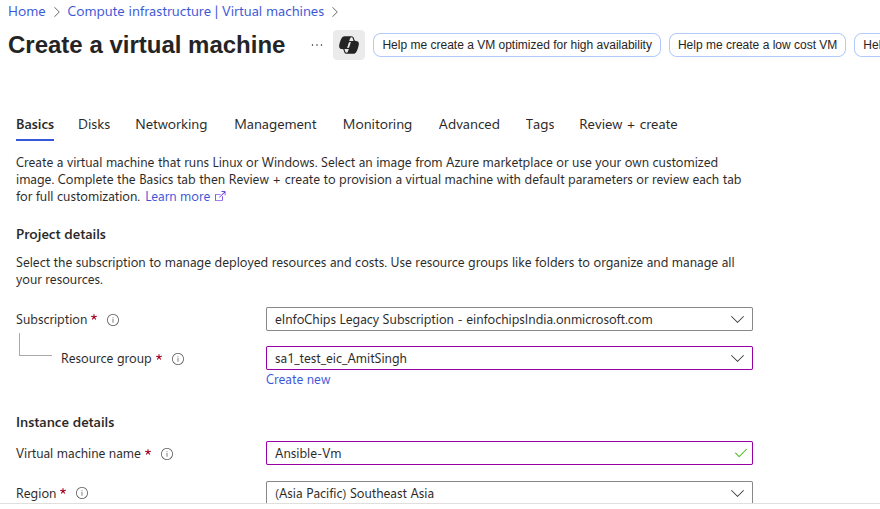 Home > Compute infrastructure | Virtual machines >
Create a virtual machine ... Help me create a VM optimized for high availability Help me create a low cost VM Hel
Basics Disks Networking Management Monitoring Advanced Tags Review + create
Create a virtual machine that runs Linux or Windows. Select an image from Azure marketplace or use your own customized
image. Complete the Basics tab then Review + create to provision a virtual machine with default parameters or review each tab
for full customization. Learn more
Project details
Select the subscription to manage deployed resources and costs. Use resource groups like folders to organize and manage all
your resources.
Subscription * eInfoChips Legacy Subscription - einfochipsIndia.onmicrosoft.com
Resource group * sa1_test_eic_AmitSingh
Create new
Instance details
Virtual machine name * Ansible-Vm
Region * (Asia Pacific) Southeast Asia